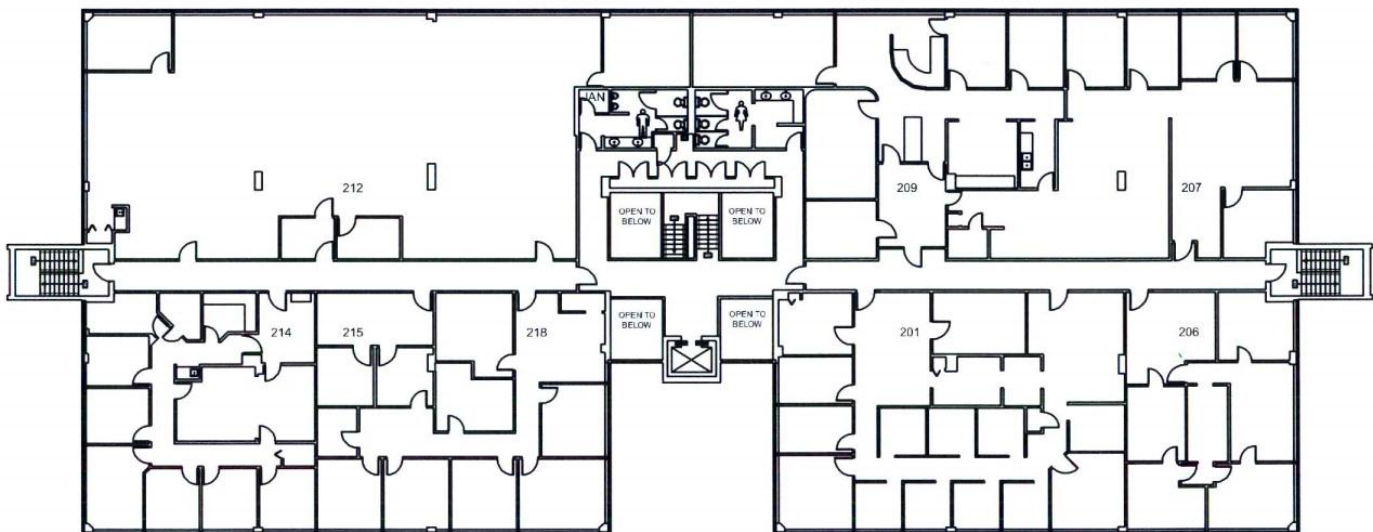 JAN
212
209
207
OPEN TO
BELOW
OPEN TO
BELOW
OPEN TO
BELOW
OPEN TO
BELOW
214
215
218
201
206